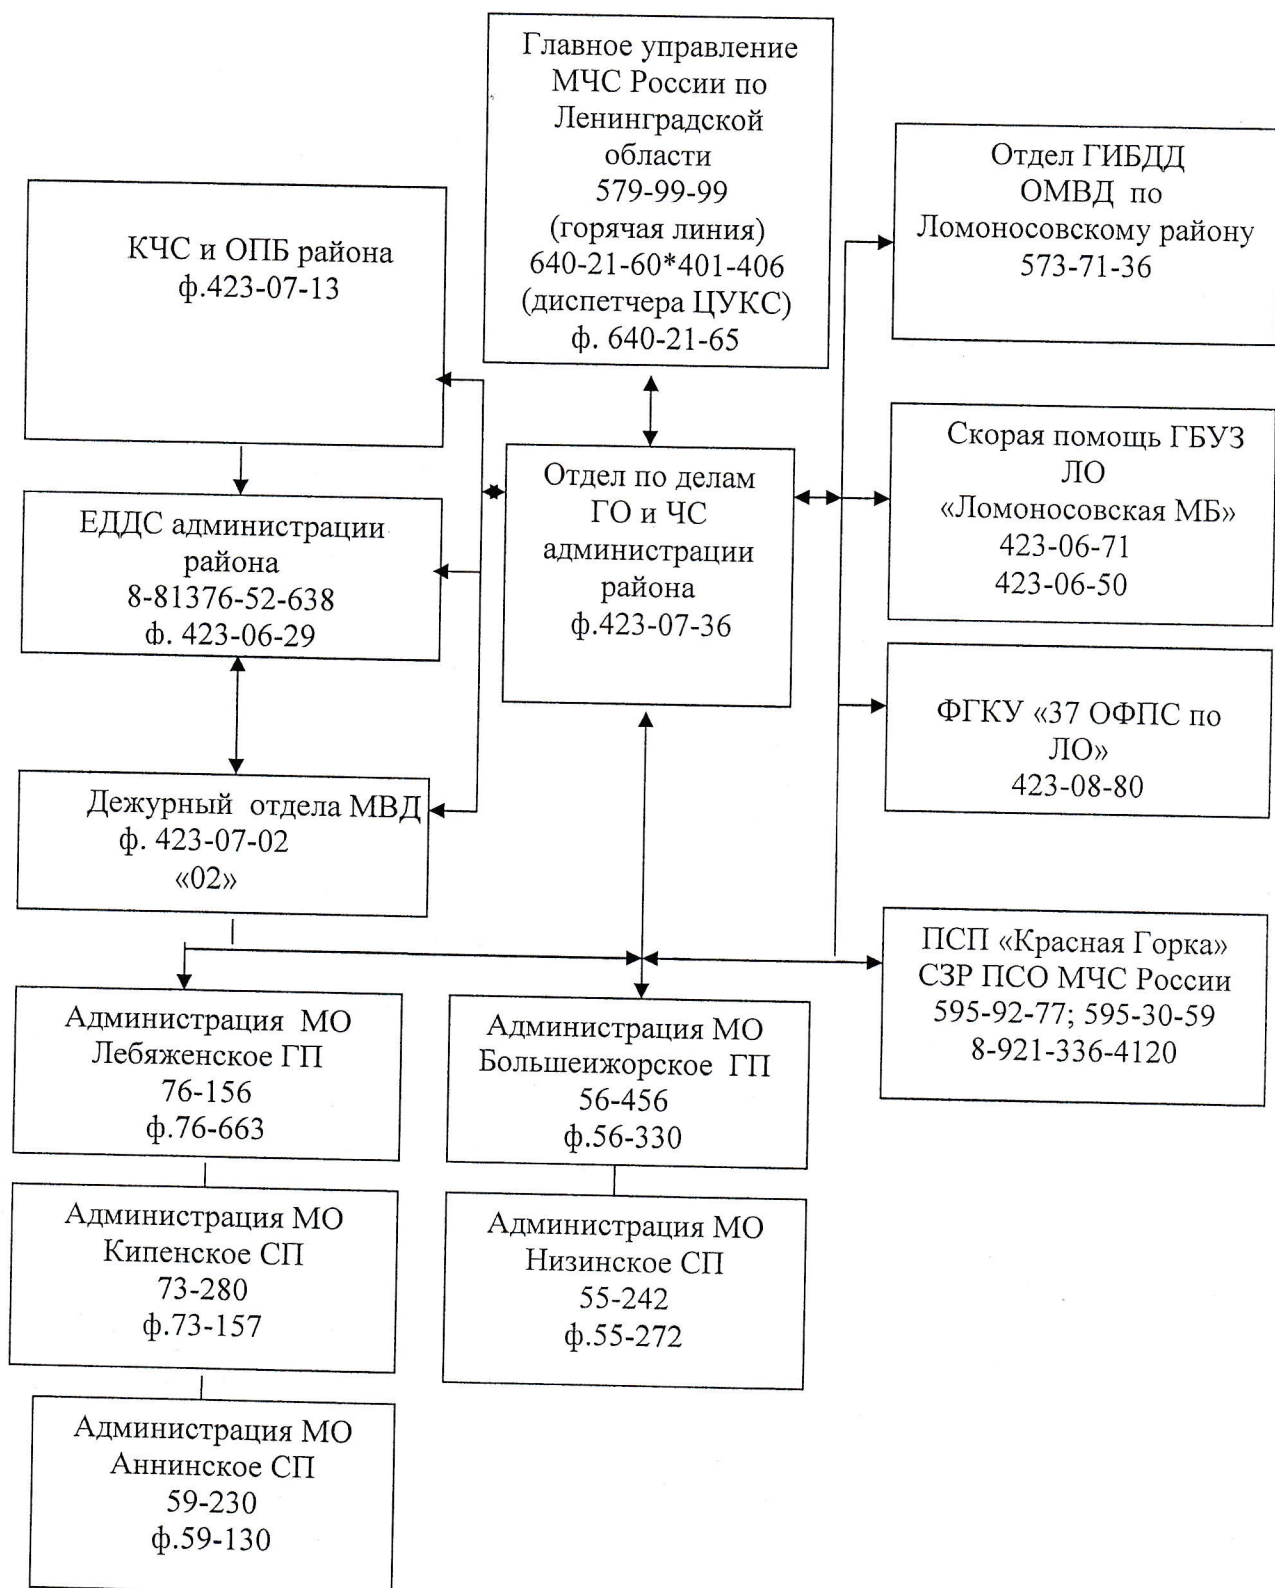 Главное управление
МЧС России по
Ленинградской
области
579-99-99
(горячая линия)
640-21-60*401-406
(диспетчера ЦУКС)
ф. 640-21-65
КЧС и ОПБ района
ф.423-07-13
Отдел ГИБДД
ОМВД по
Ломоносовскому району
573-71-36
ЕДДС администрации
района
8-81376-52-638
ф. 423-06-29
Отдел по делам
ГО и ЧС
администрации
района
ф.423-07-36
Скорая помощь ГБУЗ
ЛО
«Ломоносовская МБ»
423-06-71
423-06-50
ФГКУ «37 ОФПС по
ЛО»
423-08-80
Дежурный отдела МВД
ф. 423-07-02
«02»
ПСП «Красная Горка»
СЗР ПСО МЧС России
595-92-77; 595-30-59
8-921-336-4120
Администрация МО
Лебяженское ГП
76-156
ф.76-663
Администрация МО
Большеижорское ГП
56-456
ф.56-330
Администрация МО
Кипенское СП
73-280
ф.73-157
Администрация МО
Низинское СП
55-242
ф.55-272
Администрация МО
Аннинское СП
59-230
ф.59-130